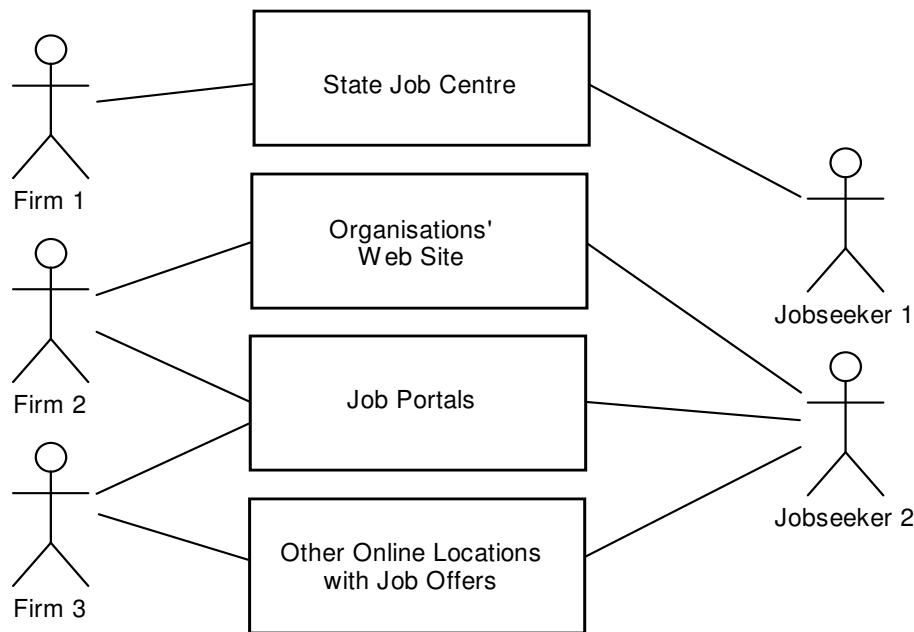 State Job Centre
Firm 1
Organisations'
Web Site
Jobseeker 1
Job Portals
Firm 2
Jobseeker 2
Other Online Locations
with Job Offers
Firm 3